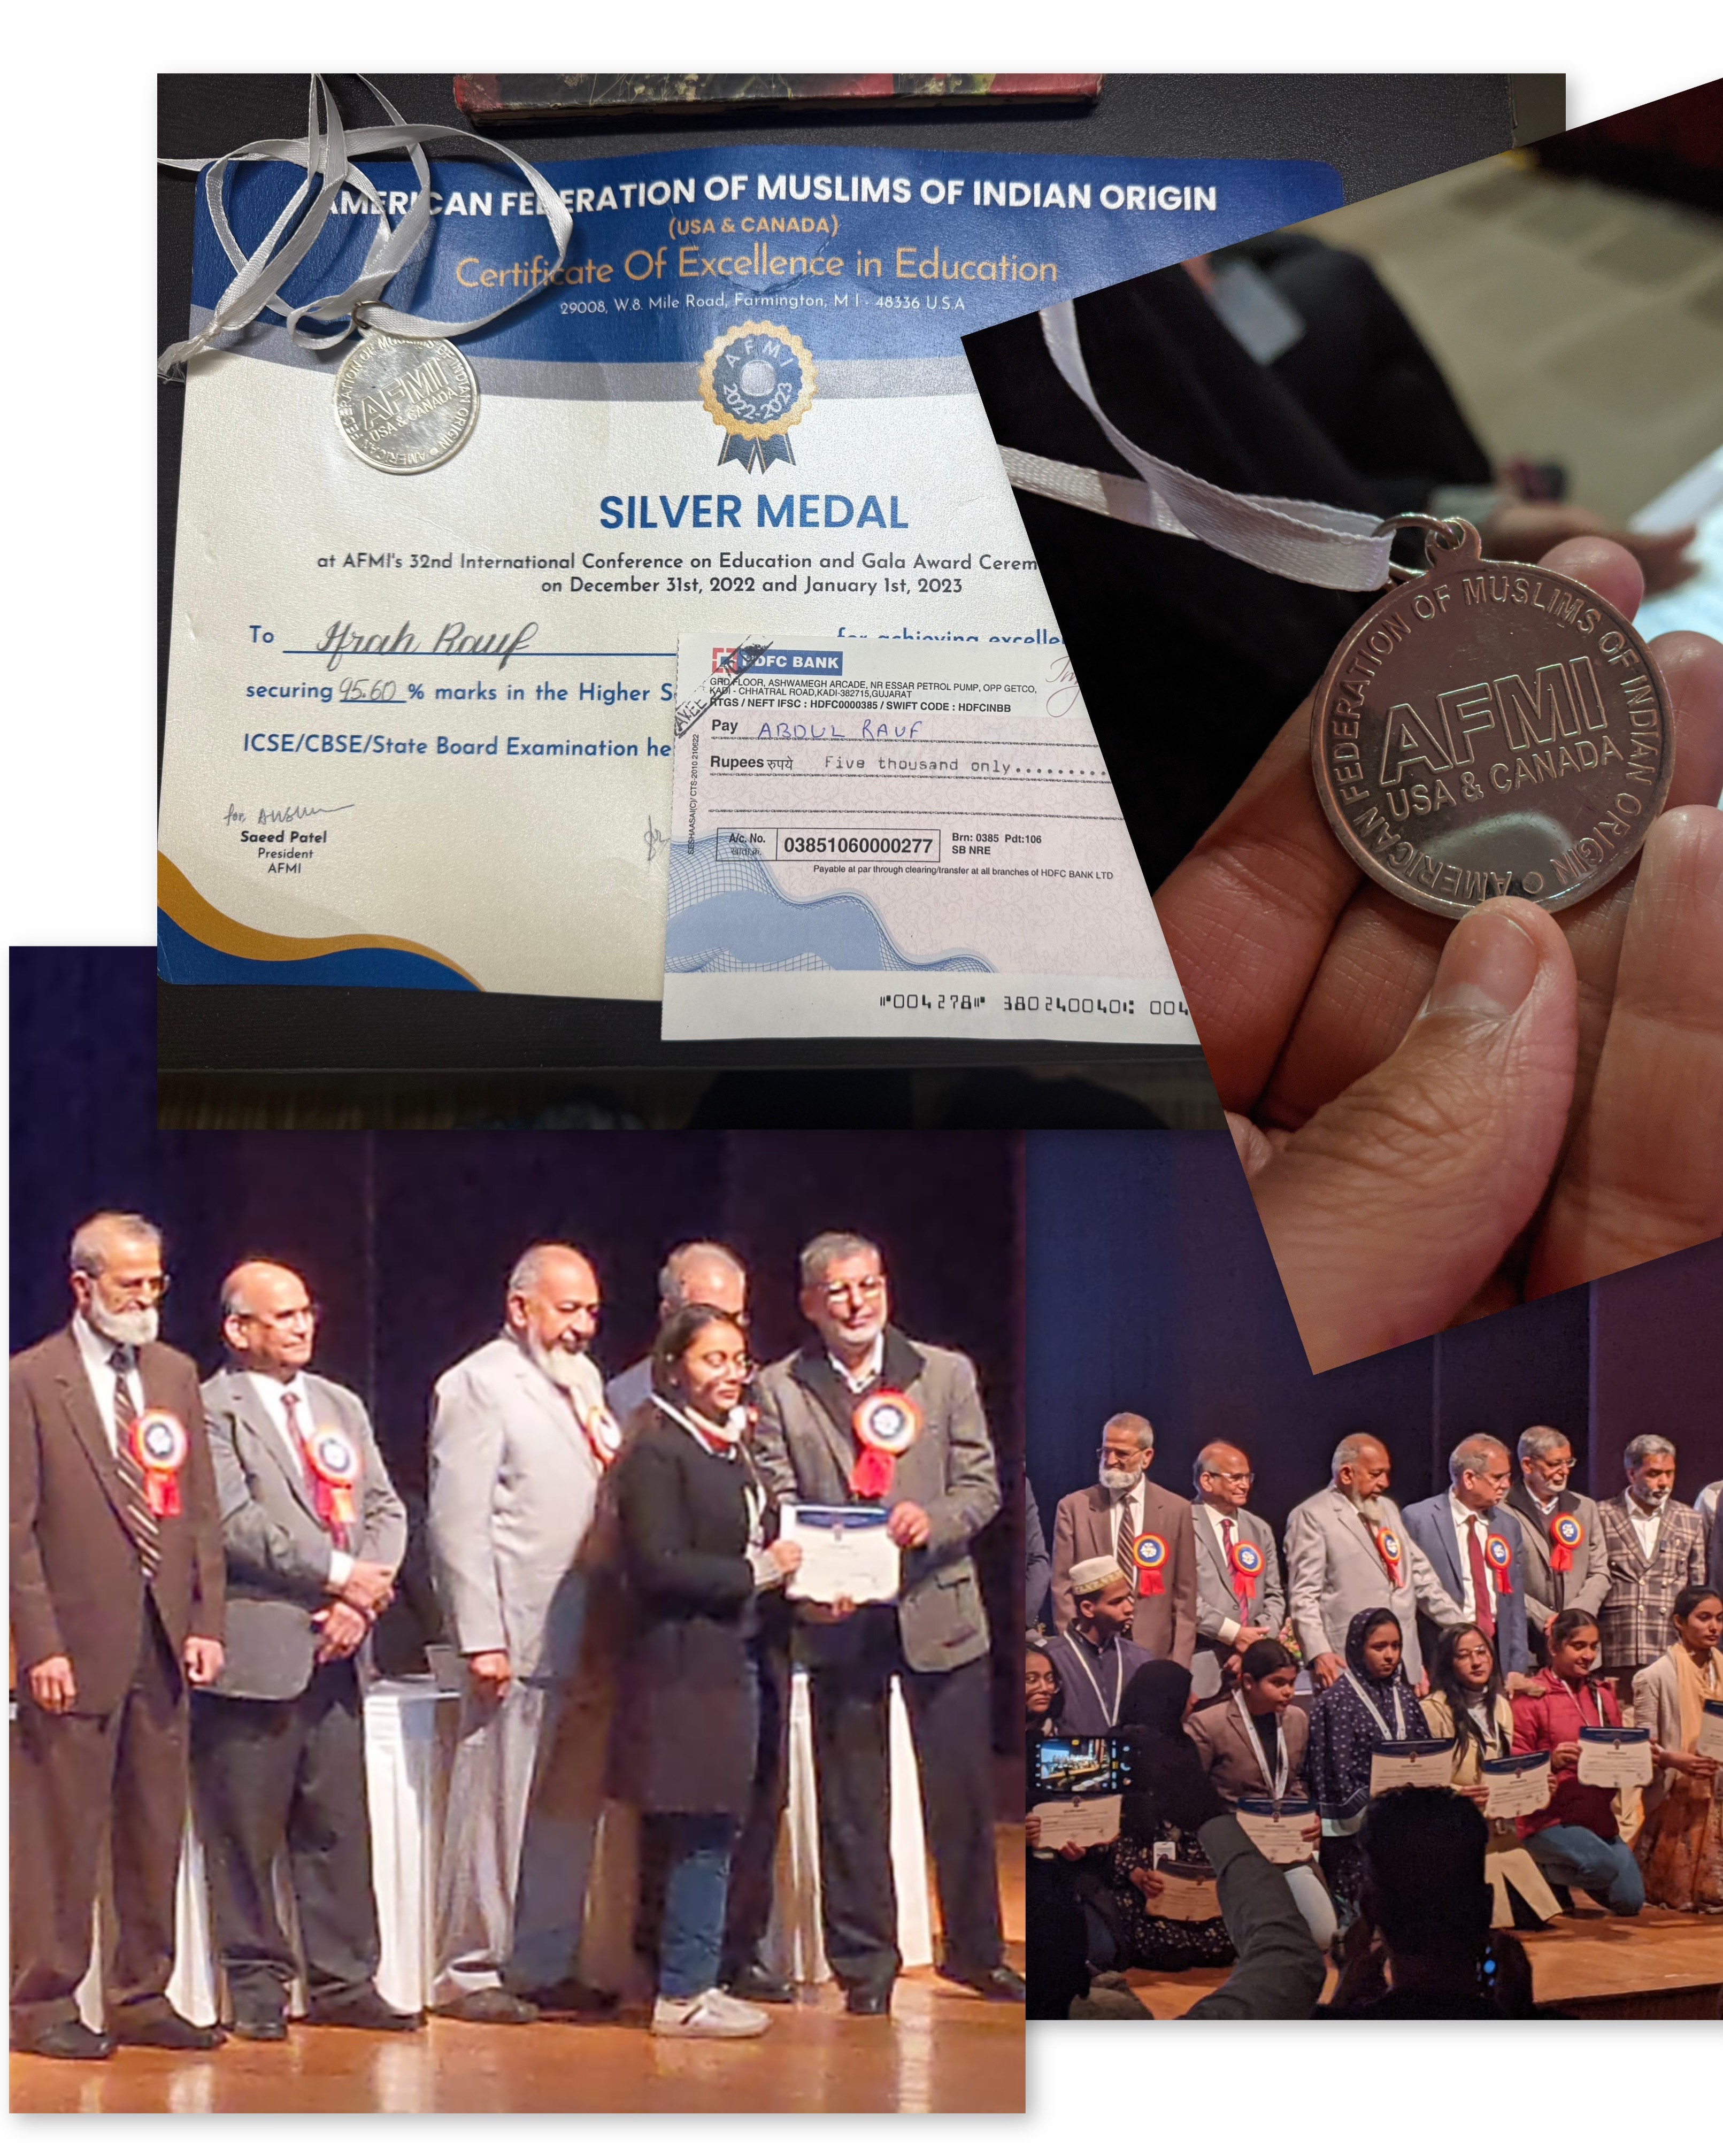 AMERICAN FEDERATION OF MUSLIMS OF INDIAN ORIGIN
(USA & CANADA)
Certificate Of Excellence in Education
29008, W.8. Mile Road, Farmington, M I - 48336 U.S.A
AFMI
2022-2023
SILVER MEDAL
at AFMI's 32nd International Conference on Education and Gala Award Cerem
on December 31st, 2022 and January 1st, 2023
To Ifrah Rauf for achieving excelle
securing 95.60 % marks in the Higher S
ICSE/CBSE/State Board Examination he
for
Saeed Patel
President
AFMI
AFMI
USA & CANADA
AMERICAN FEDERATION OF MUSLIMS OF INDIAN ORIGIN
HDFC BANK
GRD FLOOR, ASHWAMEGH ARCADE, NR ESSAR PETROL PUMP, OPP GETCO,
KADI - CHHATRAL ROAD,KADI-382715,GUJARAT
RTGS / NEFT IFSC : HDFC0000385 / SWIFT CODE : HDFCINBB
Pay ABDUL RAUF
Rupees रुपये Five thousand only..........
A/c. No. 03851060000277 Brn: 0385 Pdt:106
SB NRE
Payable at par through clearing/transfer at all branches of HDFC BANK LTD
⑈004278⑈ 380240040⑆ 004
AMERICAN FEDERATION OF MUSLIMS OF INDIAN ORIGIN
AFMI
USA & CANADA